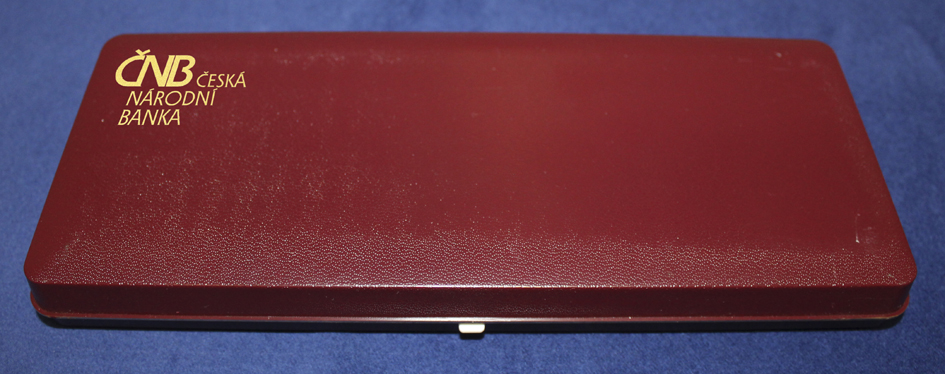 ČNB ČESKÁ
NÁRODNÍ
BANKA